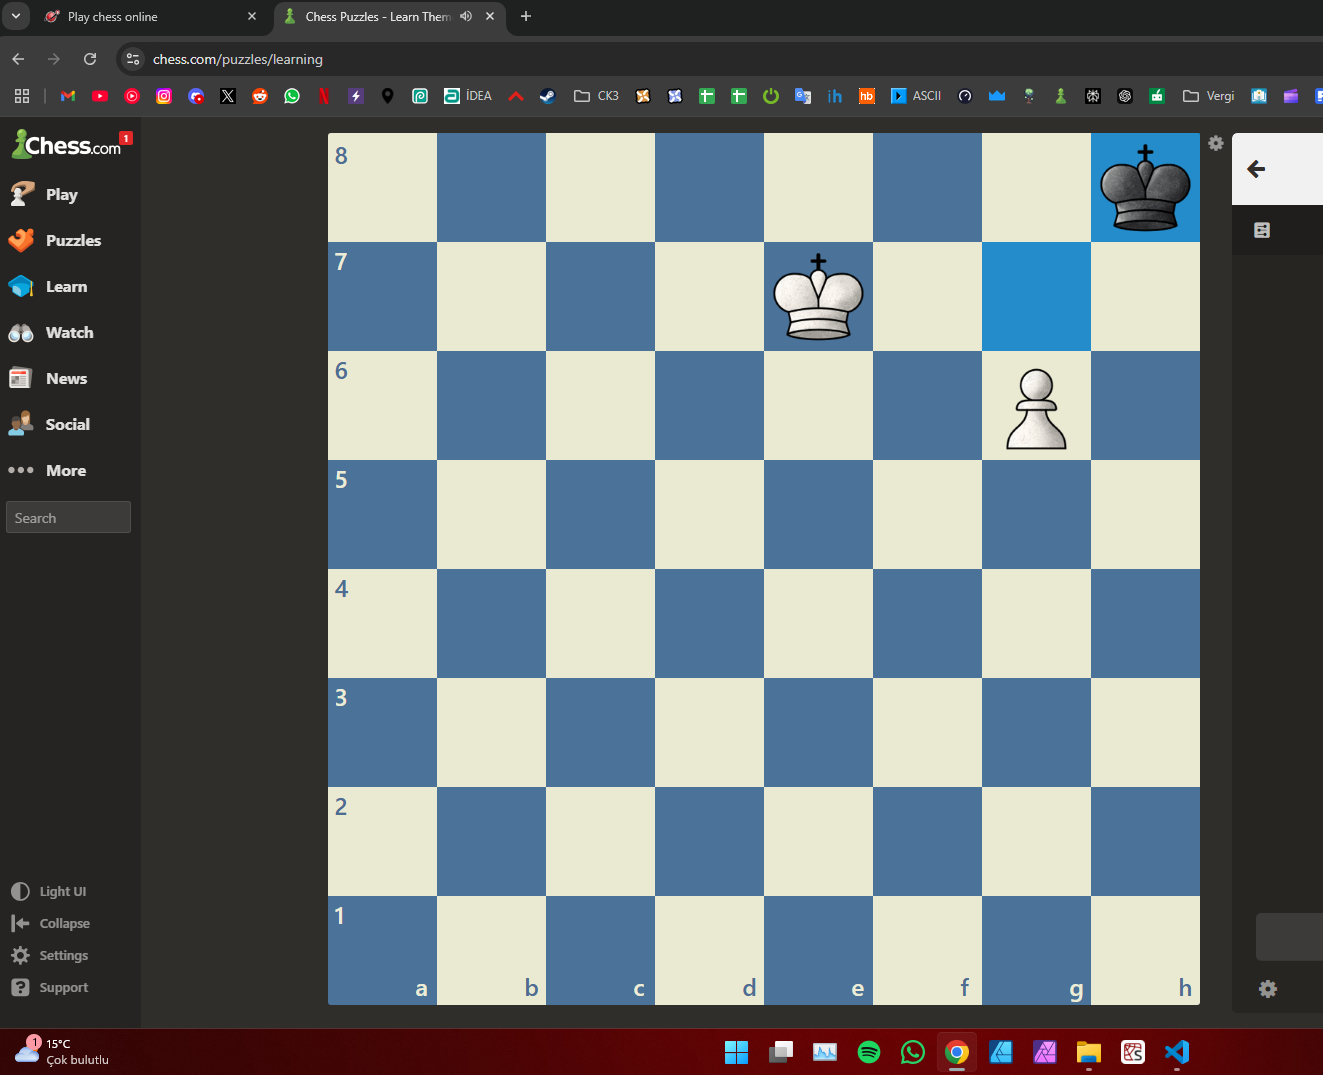 Play chess online
Chess Puzzles - Learn Them
chess.com/puzzles/learning
İDEA
CK3
ih
hb
ASCII
Vergi
Chess.com
1
Play
Puzzles
Learn
Watch
News
Social
More
Search
Light UI
Collapse
Settings
Support
8
7
6
5
4
3
2
1
a
b
c
d
e
f
g
h
1
15°C
Çok bulutlu